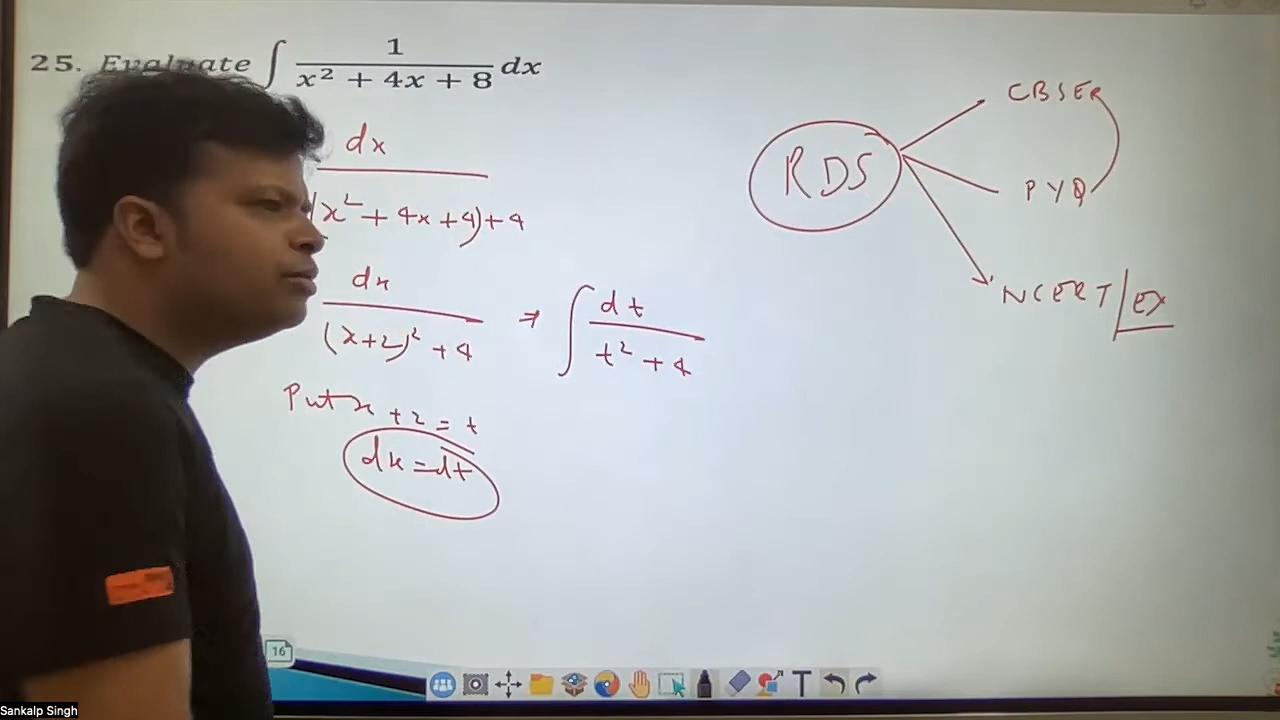 25. Evaluate ∫ 1/(x² + 4x + 8) dx
dx/((x² + 4x + 4) + 4)
dx/((x+2)² + 4) ⇒ ∫ dt/(t² + 4)
Put x + 2 = t
dx = dt
RDS
CBSER
PYQ
NCERT/EX
16
T
Sankalp Singh